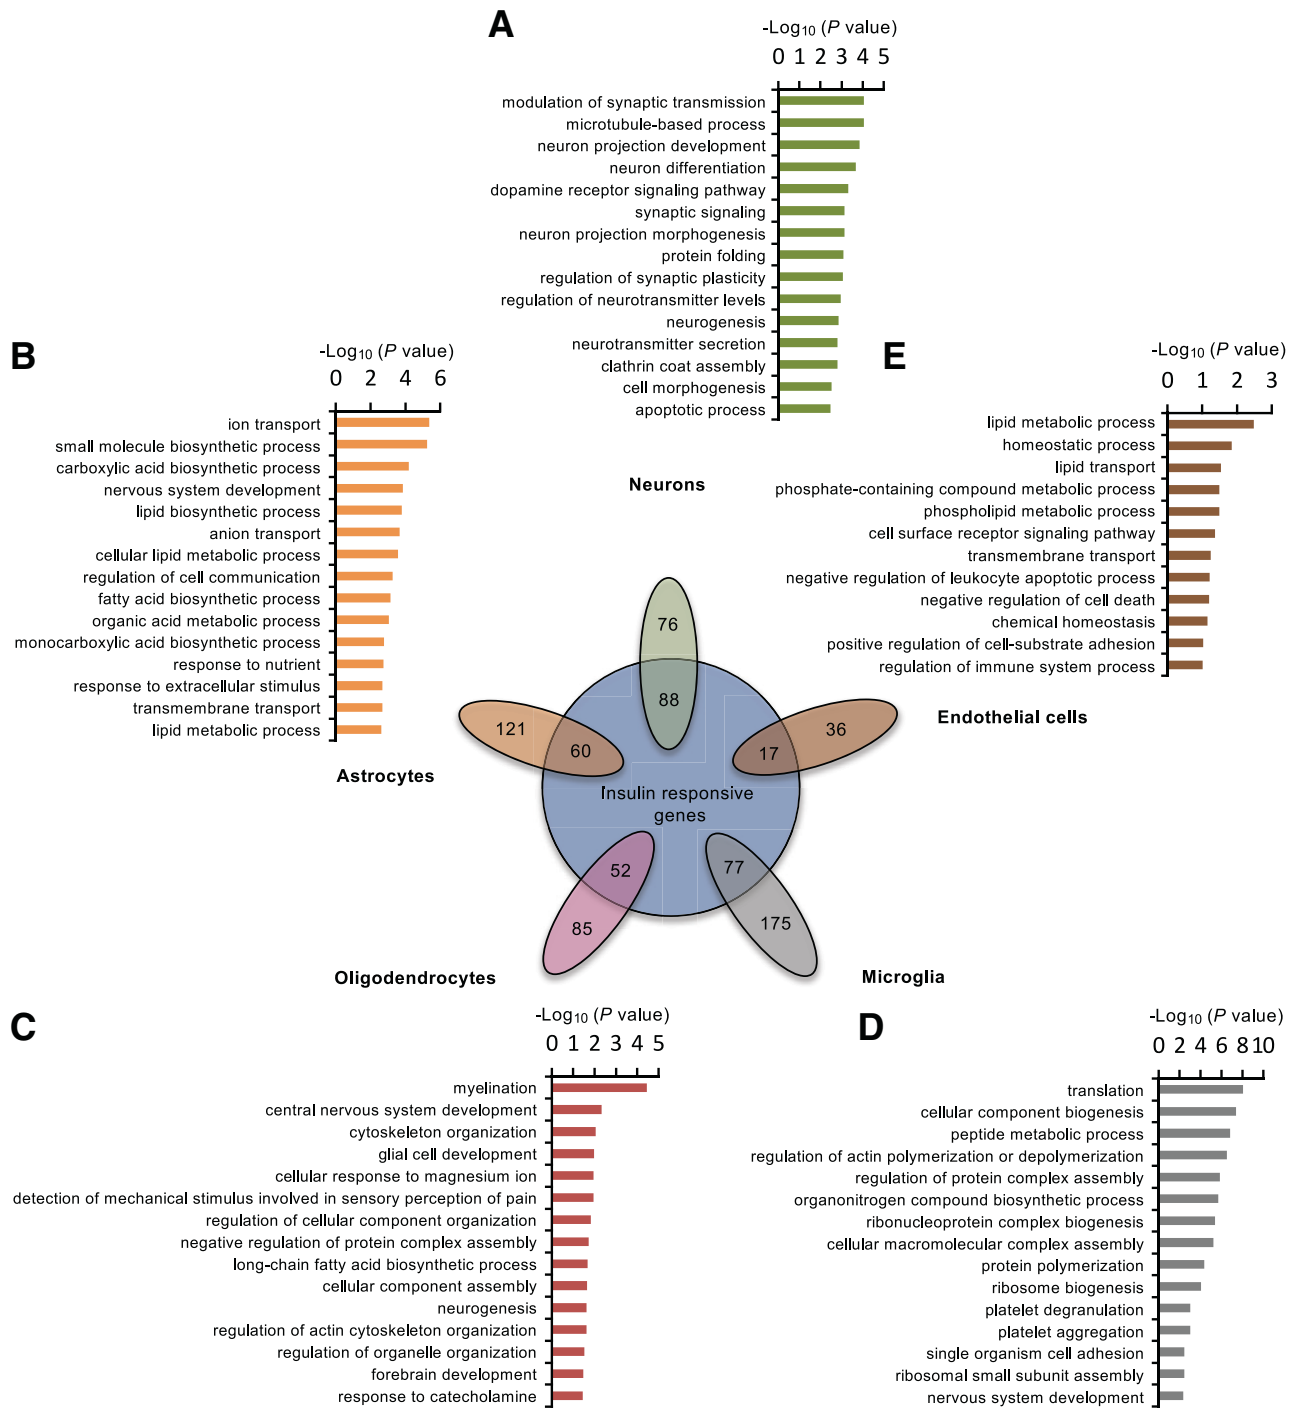 A
-Log10 (P value)
0 1 2 3 4 5
modulation of synaptic transmission
microtubule-based process
neuron projection development
neuron differentiation
dopamine receptor signaling pathway
synaptic signaling
neuron projection morphogenesis
protein folding
regulation of synaptic plasticity
regulation of neurotransmitter levels
neurogenesis
neurotransmitter secretion
clathrin coat assembly
cell morphogenesis
apoptotic process
Neurons
B
-Log10 (P value)
0 2 4 6
ion transport
small molecule biosynthetic process
carboxylic acid biosynthetic process
nervous system development
lipid biosynthetic process
anion transport
cellular lipid metabolic process
regulation of cell communication
fatty acid biosynthetic process
organic acid metabolic process
monocarboxylic acid biosynthetic process
response to nutrient
response to extracellular stimulus
transmembrane transport
lipid metabolic process
Astrocytes
E
-Log10 (P value)
0 1 2 3
lipid metabolic process
homeostatic process
lipid transport
phosphate-containing compound metabolic process
phospholipid metabolic process
cell surface receptor signaling pathway
transmembrane transport
negative regulation of leukocyte apoptotic process
negative regulation of cell death
chemical homeostasis
positive regulation of cell-substrate adhesion
regulation of immune system process
Endothelial cells
76
88
121
60
36
17
Insulin responsive
genes
52
85
77
175
Oligodendrocytes
Microglia
C
-Log10 (P value)
0 1 2 3 4 5
myelination
central nervous system development
cytoskeleton organization
glial cell development
cellular response to magnesium ion
detection of mechanical stimulus involved in sensory perception of pain
regulation of cellular component organization
negative regulation of protein complex assembly
long-chain fatty acid biosynthetic process
cellular component assembly
neurogenesis
regulation of actin cytoskeleton organization
regulation of organelle organization
forebrain development
response to catecholamine
D
-Log10 (P value)
0 2 4 6 8 10
translation
cellular component biogenesis
peptide metabolic process
regulation of actin polymerization or depolymerization
regulation of protein complex assembly
organonitrogen compound biosynthetic process
ribonucleoprotein complex biogenesis
cellular macromolecular complex assembly
protein polymerization
ribosome biogenesis
platelet degranulation
platelet aggregation
single organism cell adhesion
ribosomal small subunit assembly
nervous system development